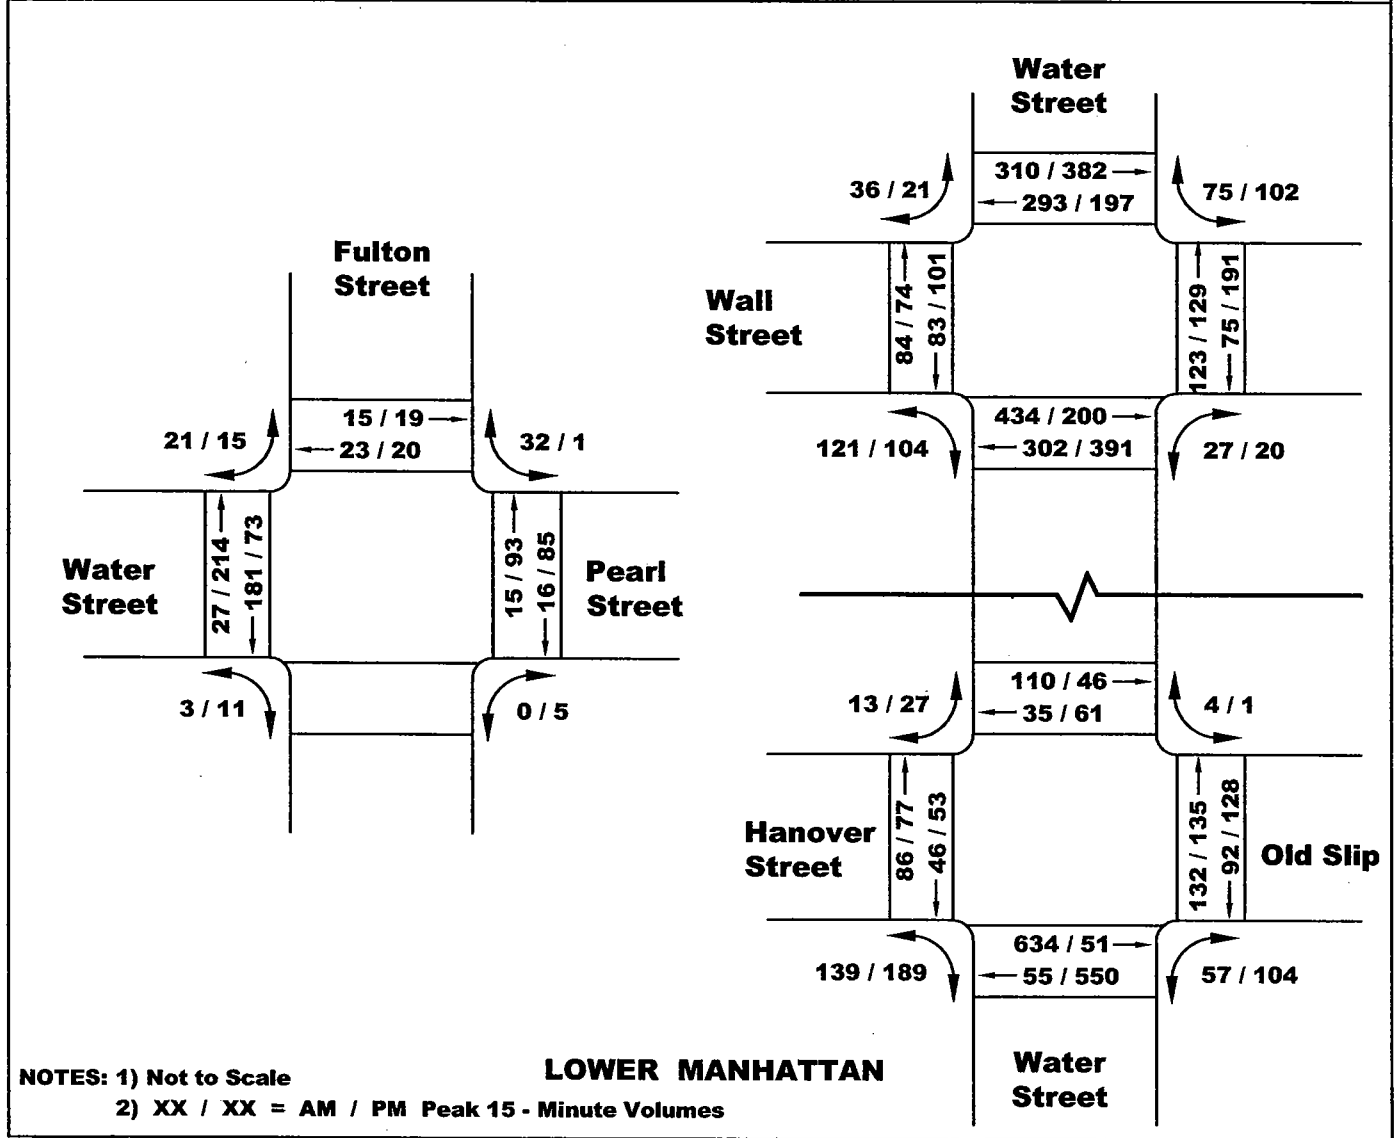 Fulton
Street
21 / 15
15 / 19
23 / 20
32 / 1
Water
Street
27 / 214
181 / 73
15 / 93
16 / 85
Pearl
Street
3 / 11
0 / 5
Water
Street
36 / 21
310 / 382
293 / 197
75 / 102
Wall
Street
84 / 74
83 / 101
123 / 129
75 / 191
121 / 104
434 / 200
302 / 391
27 / 20
13 / 27
110 / 46
35 / 61
4 / 1
Hanover
Street
86 / 77
46 / 53
132 / 135
92 / 128
Old Slip
139 / 189
634 / 51
55 / 550
57 / 104
Water
Street
LOWER MANHATTAN
NOTES: 1) Not to Scale
2) XX / XX = AM / PM Peak 15 - Minute Volumes